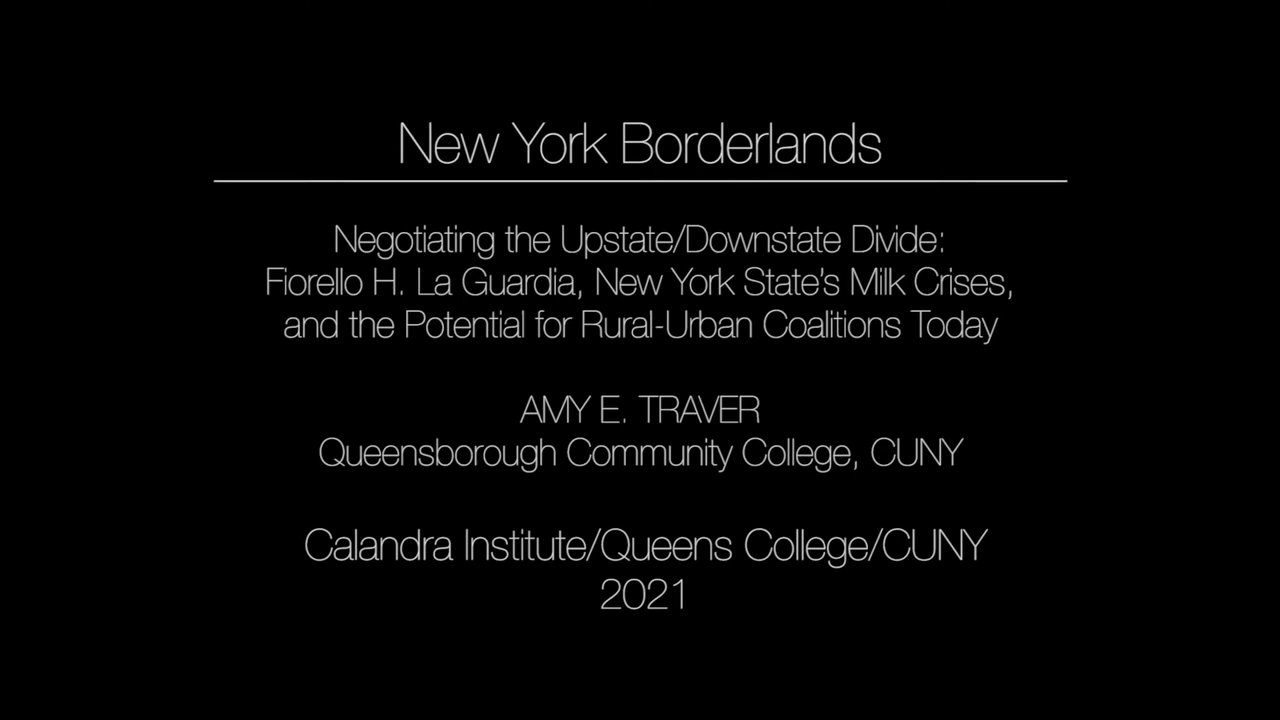 New York Borderlands
Negotiating the Upstate/Downstate Divide:
Fiorello H. La Guardia, New York State’s Milk Crises,
and the Potential for Rural-Urban Coalitions Today
AMY E. TRAVER
Queensborough Community College, CUNY
Calandra Institute/Queens College/CUNY
2021